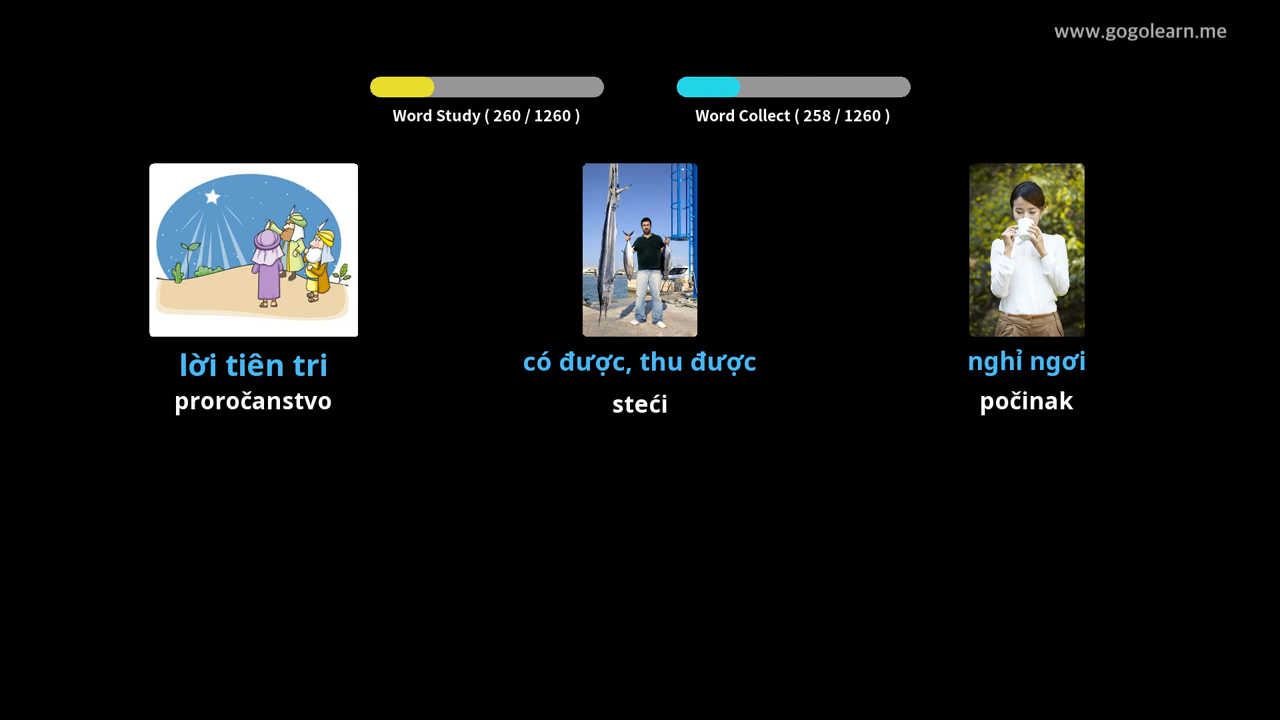 www.gogolearn.me
Word Study ( 260 / 1260 )
Word Collect ( 258 / 1260 )
lời tiên tri
proročanstvo
có được, thu được
steći
nghỉ ngơi
počinak